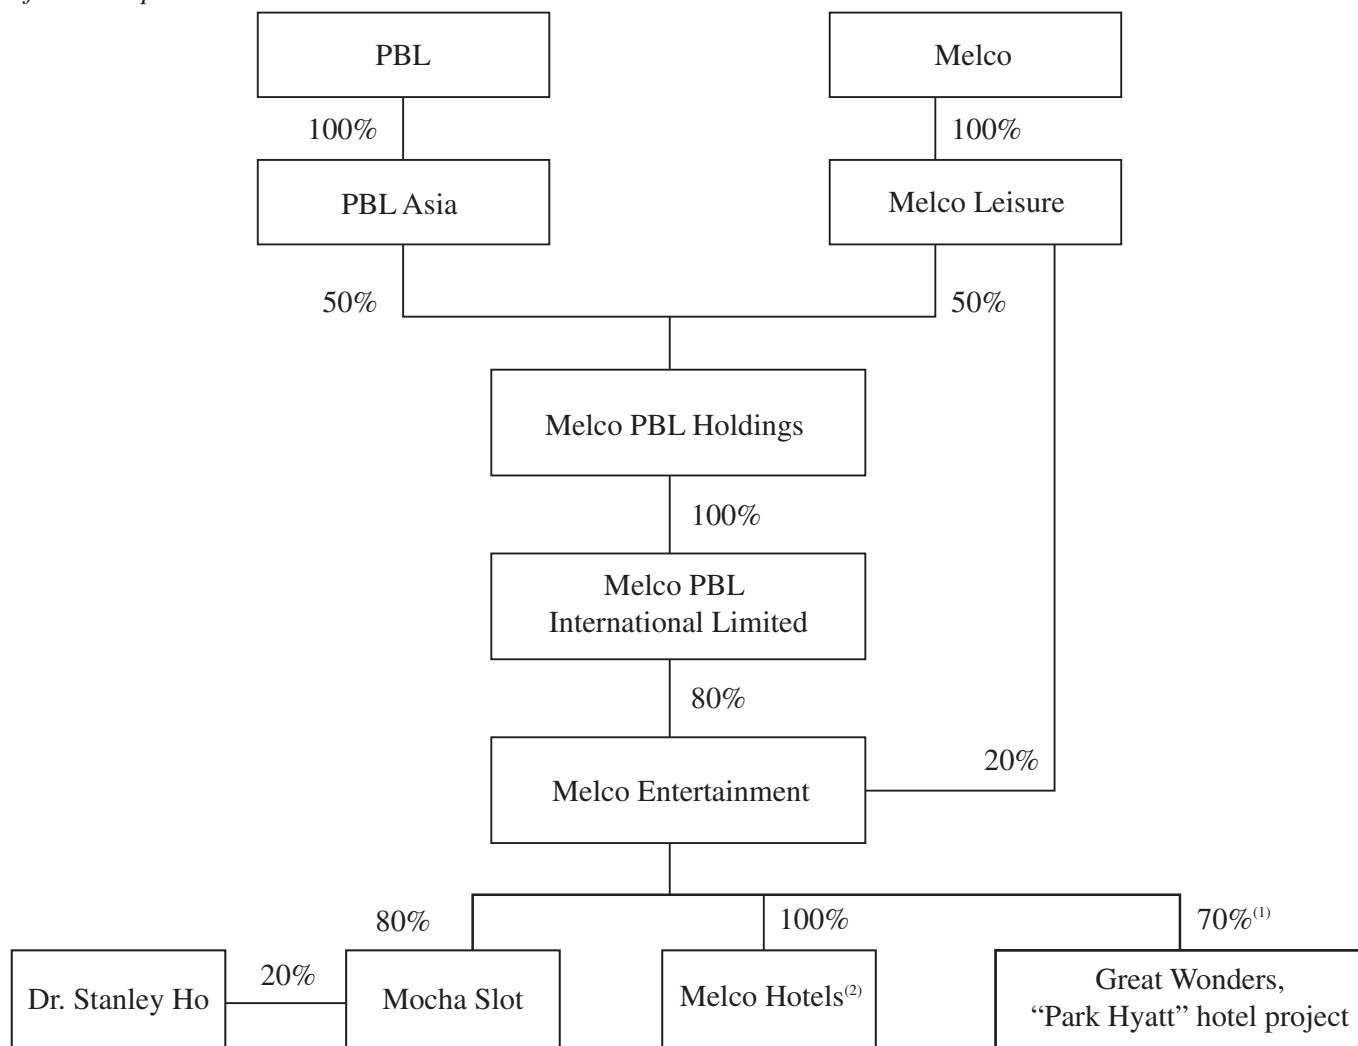 PBL
Melco
100%
100%
PBL Asia
Melco Leisure
50%
50%
Melco PBL Holdings
100%
Melco PBL
International Limited
80%
Melco Entertainment
20%
80%
100%
70%(1)
Dr. Stanley Ho
20%
Mocha Slot
Melco Hotels(2)
Great Wonders,
“Park Hyatt” hotel project